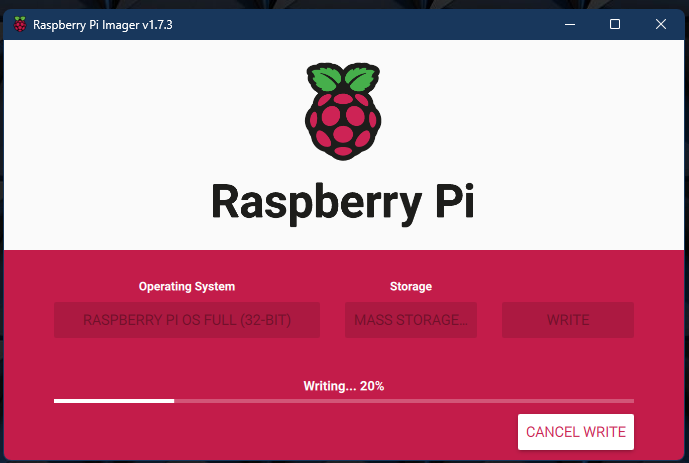 Raspberry Pi Imager v1.7.3
Raspberry Pi
Operating System
Storage
RASPBERRY PI OS FULL (32-BIT)
MASS STORAGE...
WRITE
Writing... 20%
CANCEL WRITE